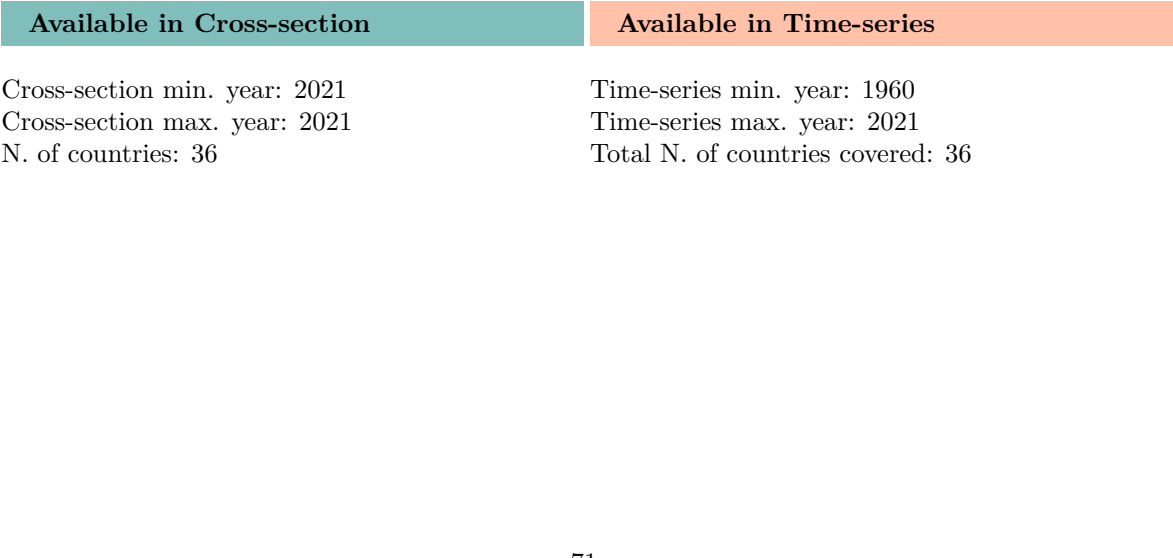 Available in Cross-section
Cross-section min. year: 2021
Cross-section max. year: 2021
N. of countries: 36
Available in Time-series
Time-series min. year: 1960
Time-series max. year: 2021
Total N. of countries covered: 36
71